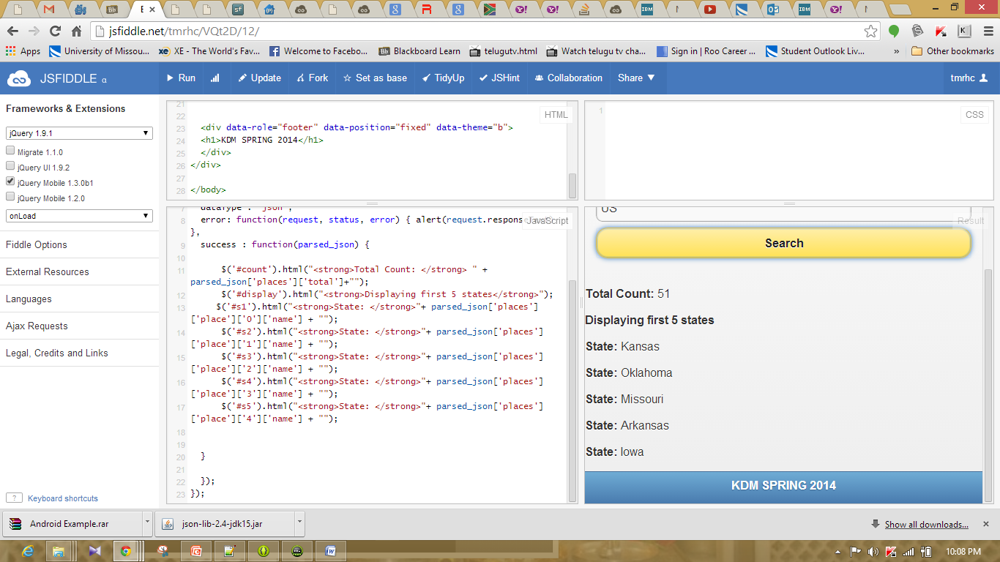 jsfiddle.net/tmrhc/VQt2D/12/
Apps University of Missou... XE - The World's Fav... Welcome to Facebo... Blackboard Learn telugutv.html Watch telugu tv cha... Sign in | Roo Career ... Student Outlook Liv... » Other bookmarks
JSFIDDLE α Run Update Fork Set as base TidyUp JSHint Collaboration Share tmrhc
Frameworks & Extensions
jQuery 1.9.1
Migrate 1.1.0
jQuery UI 1.9.2
jQuery Mobile 1.3.0b1
jQuery Mobile 1.2.0
onLoad
Fiddle Options
External Resources
Languages
Ajax Requests
Legal, Credits and Links
? Keyboard shortcuts
HTML
21
22
23 <div data-role="footer" data-position="fixed" data-theme="b">
24 <h1>KDM SPRING 2014</h1>
25 </div>
26 </div>
27
28 </body>
CSS
1
JavaScript
7 dataType : "json",
8 error: function(request, status, error) { alert(request.respons
},
9 success : function(parsed_json) {
10
11 $('#count').html("<strong>Total Count: </strong> " +
parsed_json['places']['total']+"");
12 $('#display').html("<strong>Displaying first 5 states</strong>");
13 $('#s1').html("<strong>State: </strong>"+ parsed_json['places']
['place']['0']['name'] + "");
14 $('#s2').html("<strong>State: </strong>"+ parsed_json['places']
['place']['1']['name'] + "");
15 $('#s3').html("<strong>State: </strong>"+ parsed_json['places']
['place']['2']['name'] + "");
16 $('#s4').html("<strong>State: </strong>"+ parsed_json['places']
['place']['3']['name'] + "");
17 $('#s5').html("<strong>State: </strong>"+ parsed_json['places']
['place']['4']['name'] + "");
18
19
20 }
21
22 });
23 });
Result
US
Search
Total Count: 51
Displaying first 5 states
State: Kansas
State: Oklahoma
State: Missouri
State: Arkansas
State: Iowa
KDM SPRING 2014
Android Example.rar json-lib-2.4-jdk15.jar Show all downloads...
10:08 PM